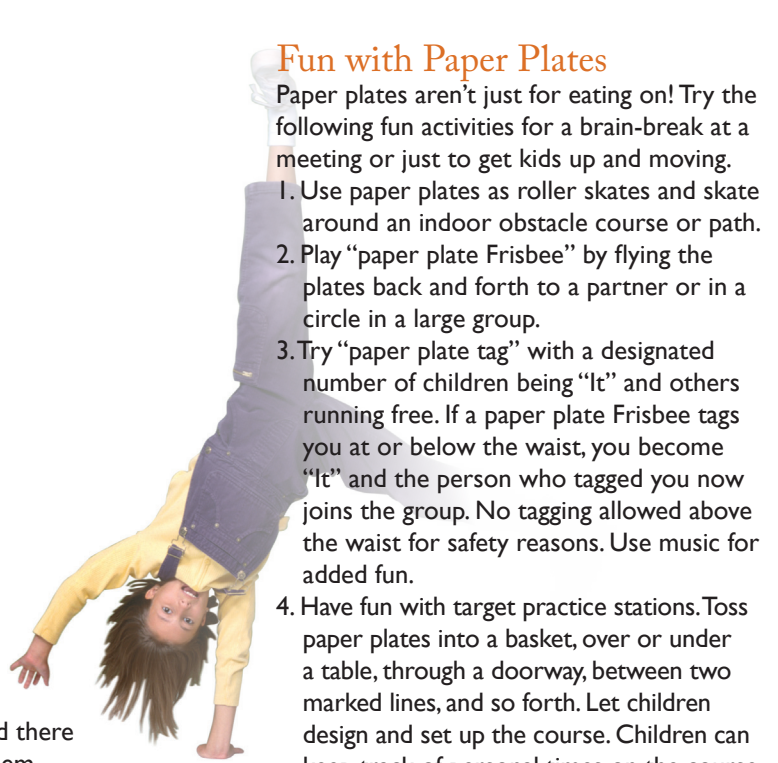 Fun with Paper Plates
Paper plates aren’t just for eating on! Try the
following fun activities for a brain-break at a
meeting or just to get kids up and moving.
1. Use paper plates as roller skates and skate
around an indoor obstacle course or path.
2. Play “paper plate Frisbee” by flying the
plates back and forth to a partner or in a
circle in a large group.
3. Try “paper plate tag” with a designated
number of children being “It” and others
running free. If a paper plate Frisbee tags
you at or below the waist, you become
“It” and the person who tagged you now
joins the group. No tagging allowed above
the waist for safety reasons. Use music for
added fun.
4. Have fun with target practice stations. Toss
paper plates into a basket, over or under
a table, through a doorway, between two
marked lines, and so forth. Let children
design and set up the course. Children can
keep track of personal times on the course
there